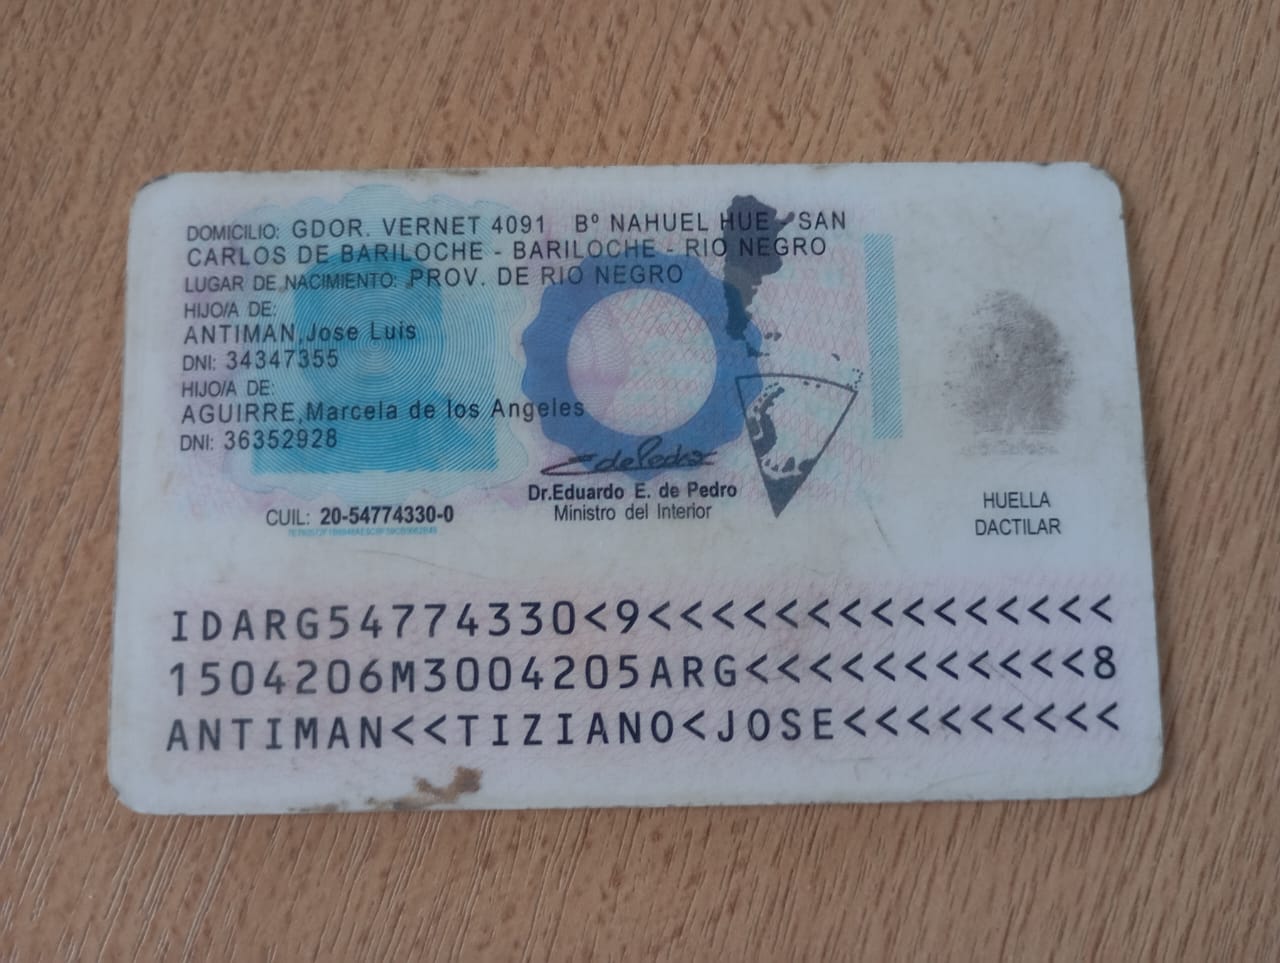 DOMICILIO: GDOR. VERNET 4091 Bº NAHUEL HUE - SAN
CARLOS DE BARILOCHE - BARILOCHE - RIO NEGRO
LUGAR DE NACIMIENTO: PROV. DE RIO NEGRO
HIJO/A DE:
ANTIMAN,Jose Luis
DNI: 34347355
HIJO/A DE:
AGUIRRE,Marcela de los Angeles
DNI: 36352928
CdePedro
Dr.Eduardo E. de Pedro
Ministro del Interior
CUIL: 20-54774330-0
HUELLA
DACTILAR
IDARG54774330<9<<<<<<<<<<<<<<<
1504206M3004205ARG<<<<<<<<<<<8
ANTIMAN<<TIZIANO<JOSE<<<<<<<<<